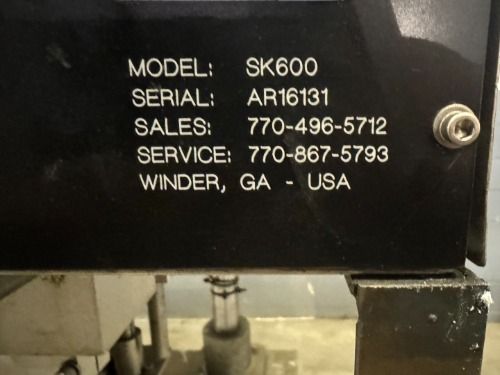 MODEL: SK600
SERIAL: AR16131
SALES: 770-496-5712
SERVICE: 770-867-5793
WINDER, GA - USA